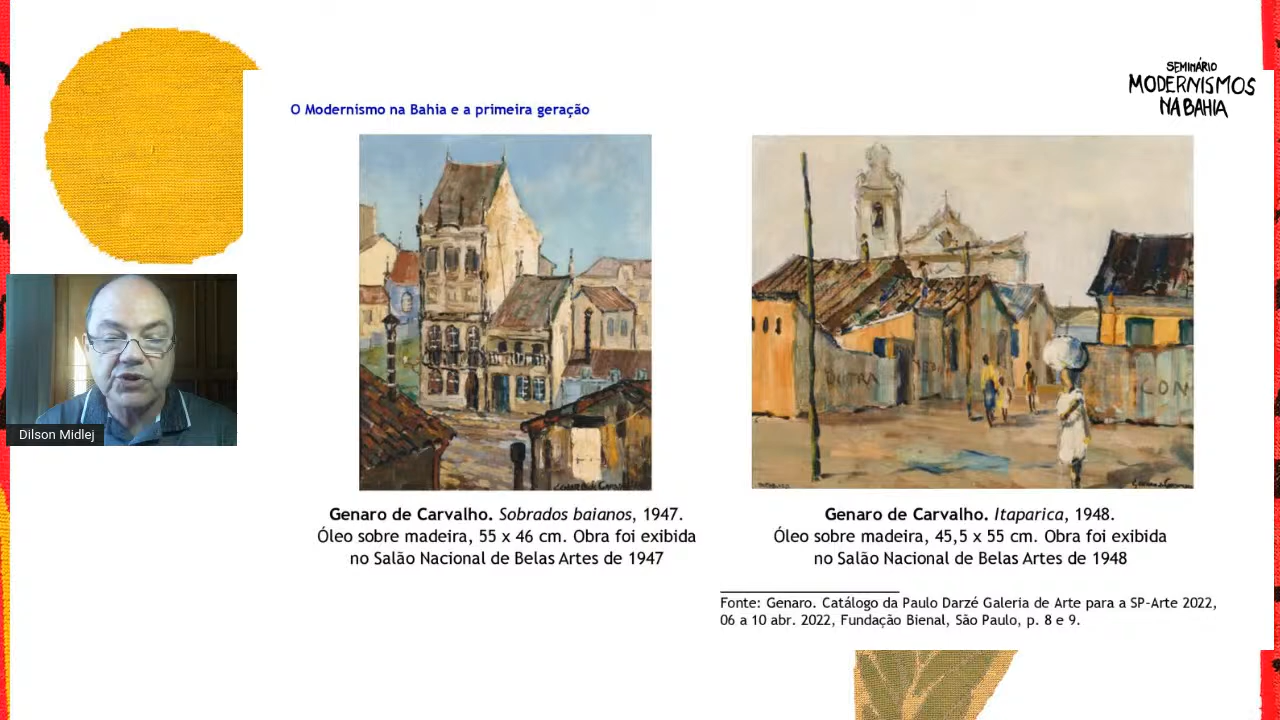 SEMINÁRIO
MODERNISMOS
NA BAHIA
O Modernismo na Bahia e a primeira geração
Dilson Midlej
Genaro de Carvalho. Sobrados baianos, 1947.
Óleo sobre madeira, 55 x 46 cm. Obra foi exibida
no Salão Nacional de Belas Artes de 1947
Genaro de Carvalho. Itaparica, 1948.
Óleo sobre madeira, 45,5 x 55 cm. Obra foi exibida
no Salão Nacional de Belas Artes de 1948
Fonte: Genaro. Catálogo da Paulo Darzé Galeria de Arte para a SP-Arte 2022,
06 a 10 abr. 2022, Fundação Bienal, São Paulo, p. 8 e 9.